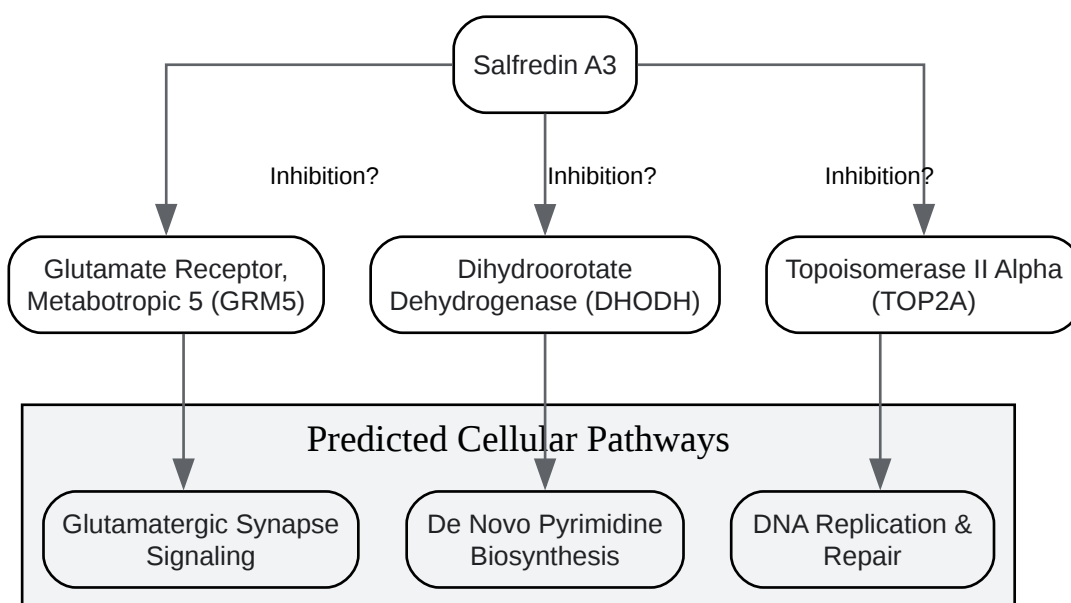 Salfredin A3
Inhibition?
Inhibition?
Inhibition?
Glutamate Receptor,
Metabotropic 5 (GRM5)
Dihydroorotate
Dehydrogenase (DHODH)
Topoisomerase II Alpha
(TOP2A)
Predicted Cellular Pathways
Glutamatergic Synapse
Signaling
De Novo Pyrimidine
Biosynthesis
DNA Replication &
Repair